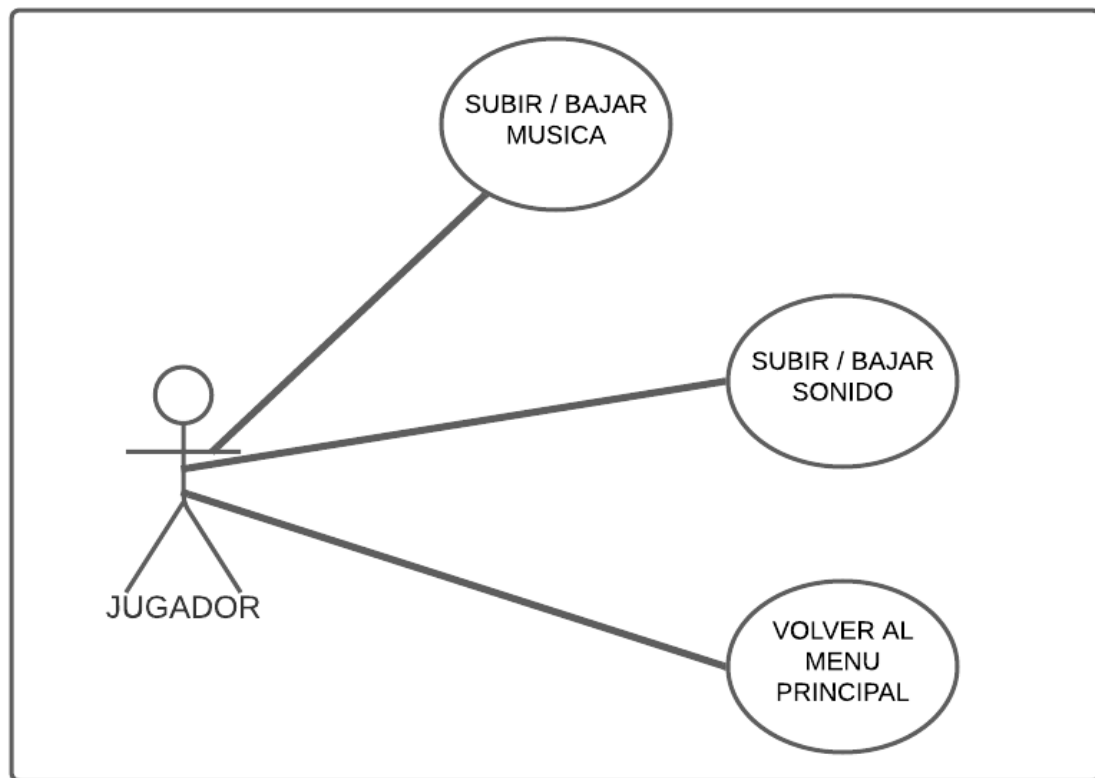 SUBIR / BAJAR
MUSICA
SUBIR / BAJAR
SONIDO
JUGADOR
VOLVER AL
MENU
PRINCIPAL